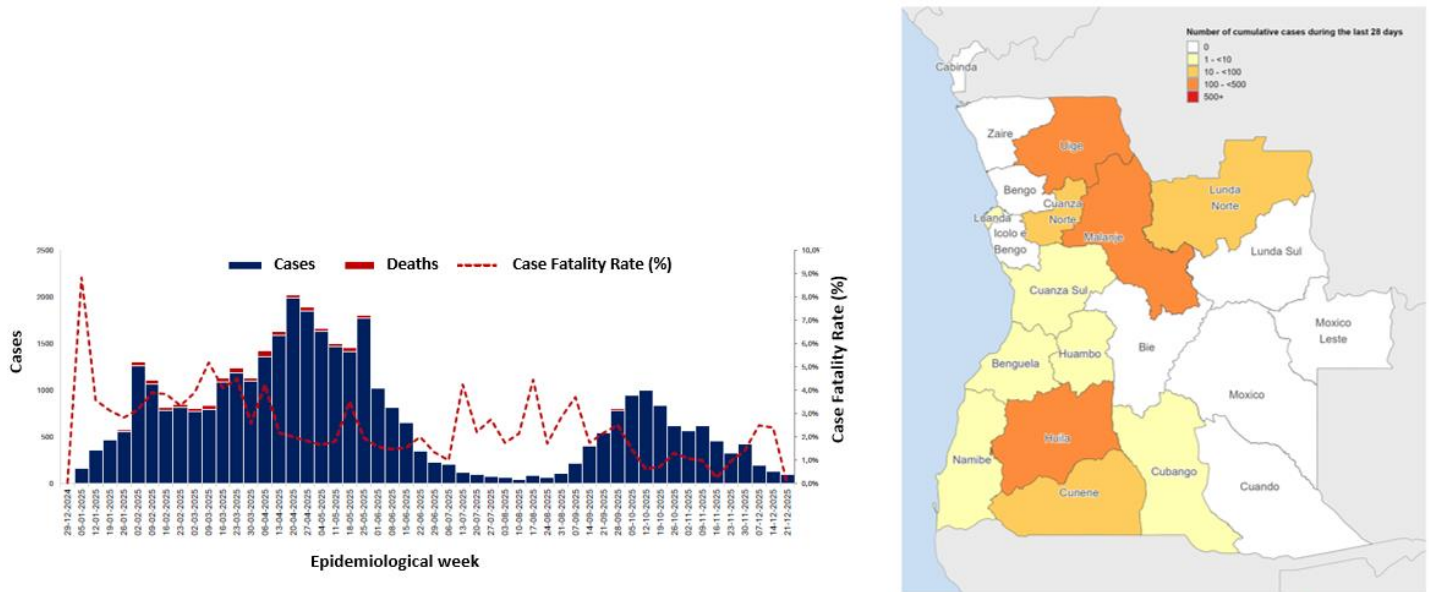 2500
2000
1500
1000
500
0
Cases
Cases
Deaths
Case Fatality Rate (%)
10,0%
9,0%
8,0%
7,0%
6,0%
5,0%
4,0%
3,0%
2,0%
1,0%
0,0%
Case Fatality Rate (%)
29-12-2024
05-01-2025
12-01-2025
19-01-2025
26-01-2025
02-02-2025
09-02-2025
16-02-2025
23-02-2025
02-03-2025
09-03-2025
16-03-2025
23-03-2025
30-03-2025
06-04-2025
13-04-2025
20-04-2025
27-04-2025
04-05-2025
11-05-2025
18-05-2025
25-05-2025
01-06-2025
08-06-2025
15-06-2025
22-06-2025
29-06-2025
06-07-2025
13-07-2025
20-07-2025
27-07-2025
03-08-2025
10-08-2025
17-08-2025
24-08-2025
31-08-2025
07-09-2025
14-09-2025
21-09-2025
28-09-2025
05-10-2025
12-10-2025
19-10-2025
26-10-2025
02-11-2025
09-11-2025
16-11-2025
23-11-2025
30-11-2025
07-12-2025
14-12-2025
21-12-2025
Epidemiological week
Number of cumulative cases during the last 28 days
0
1 - <10
10 - <100
100 - <500
500+
Cabinda
Zaire
Uige
Bengo
Cuanza
Norte
Lunda
Norte
Luanda
Icolo e
Bengo
Malanje
Lunda Sul
Cuanza Sul
Moxico
Leste
Bie
Huambo
Benguela
Moxico
Huila
Namibe
Cubango
Cuando
Cunene